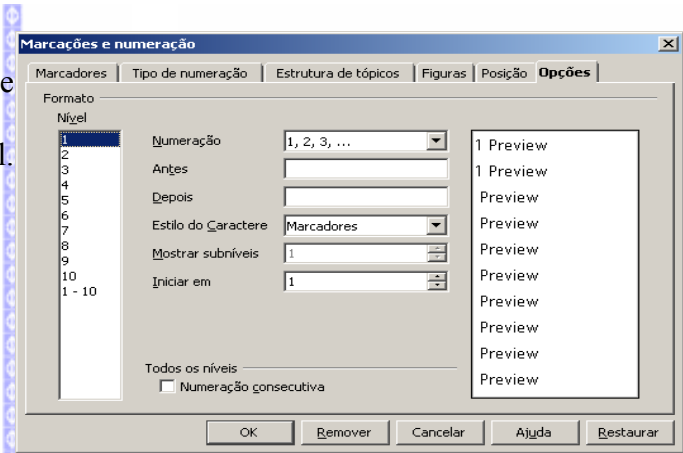 Marcações e numeração
e
l.
Marcadores Tipo de numeração Estrutura de tópicos Figuras Posição Opções
Formato
Nível
1
2
3
4
5
6
7
8
9
10
1 - 10
Numeração 1, 2, 3, ...
Antes
Depois
Estilo do Caractere Marcadores
Mostrar subníveis 1
Iniciar em 1
Todos os níveis
Numeração consecutiva
1 Preview
1 Preview
Preview
Preview
Preview
Preview
Preview
Preview
Preview
Preview
OK Remover Cancelar Ajuda Restaurar